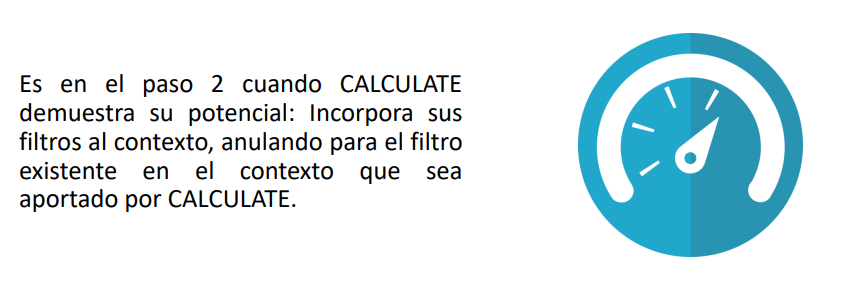 Es en el paso 2 cuando CALCULATE
demuestra su potencial: Incorpora sus
filtros al contexto, anulando para el filtro
existente en el contexto que sea
aportado por CALCULATE.